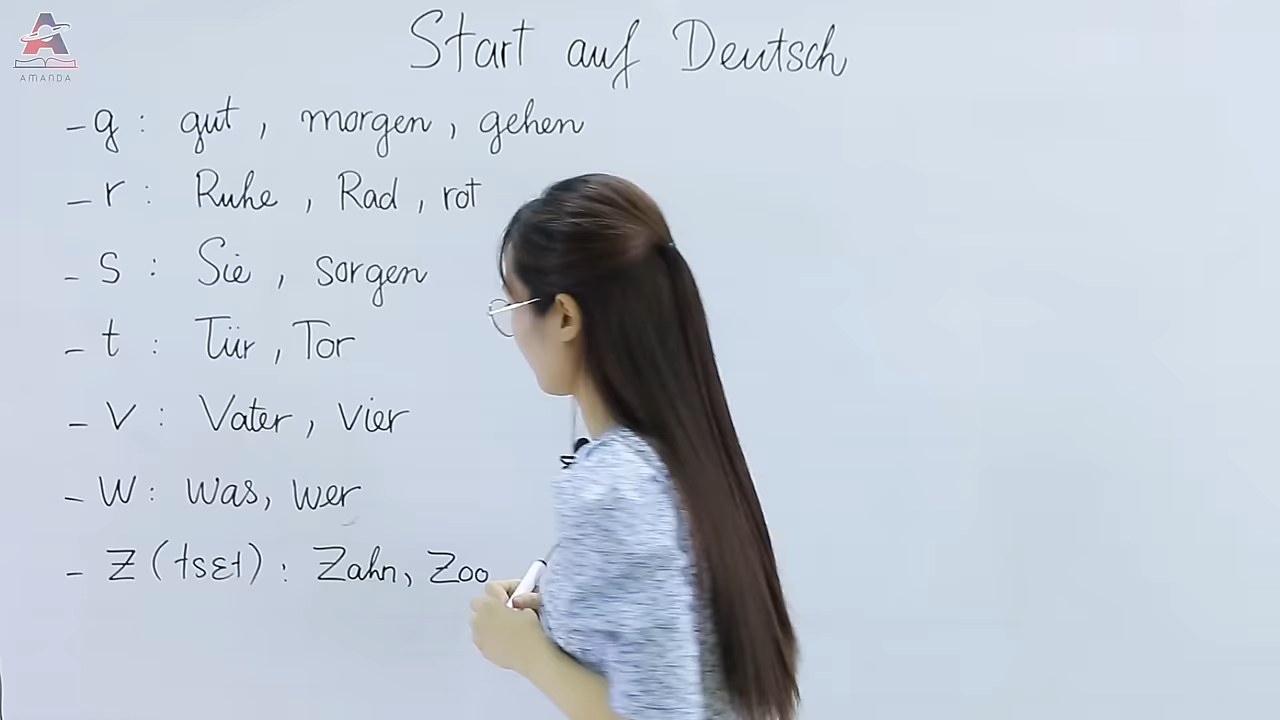 AMANDA
Start auf Deutsch
- g : gut, morgen, gehen
- r : Ruhe, Rad, rot
- s : Sie, sorgen
- t : Tür, Tor
- v : Vater, vier
- w : was, wer
- Z (tsɛt) : Zahn, Zoo